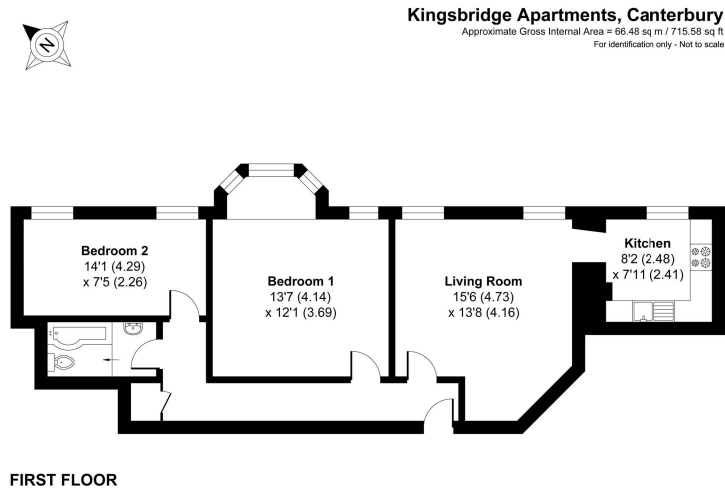 Kingsbridge Apartments, Canterbury
Approximate Gross Internal Area = 66.48 sq m / 715.58 sq ft
For identification only - Not to scale
N
Bedroom 2
14'1 (4.29)
x 7'5 (2.26)
Bedroom 1
13'7 (4.14)
x 12'1 (3.69)
Living Room
15'6 (4.73)
x 13'8 (4.16)
Kitchen
8'2 (2.48)
x 7'11 (2.41)
FIRST FLOOR